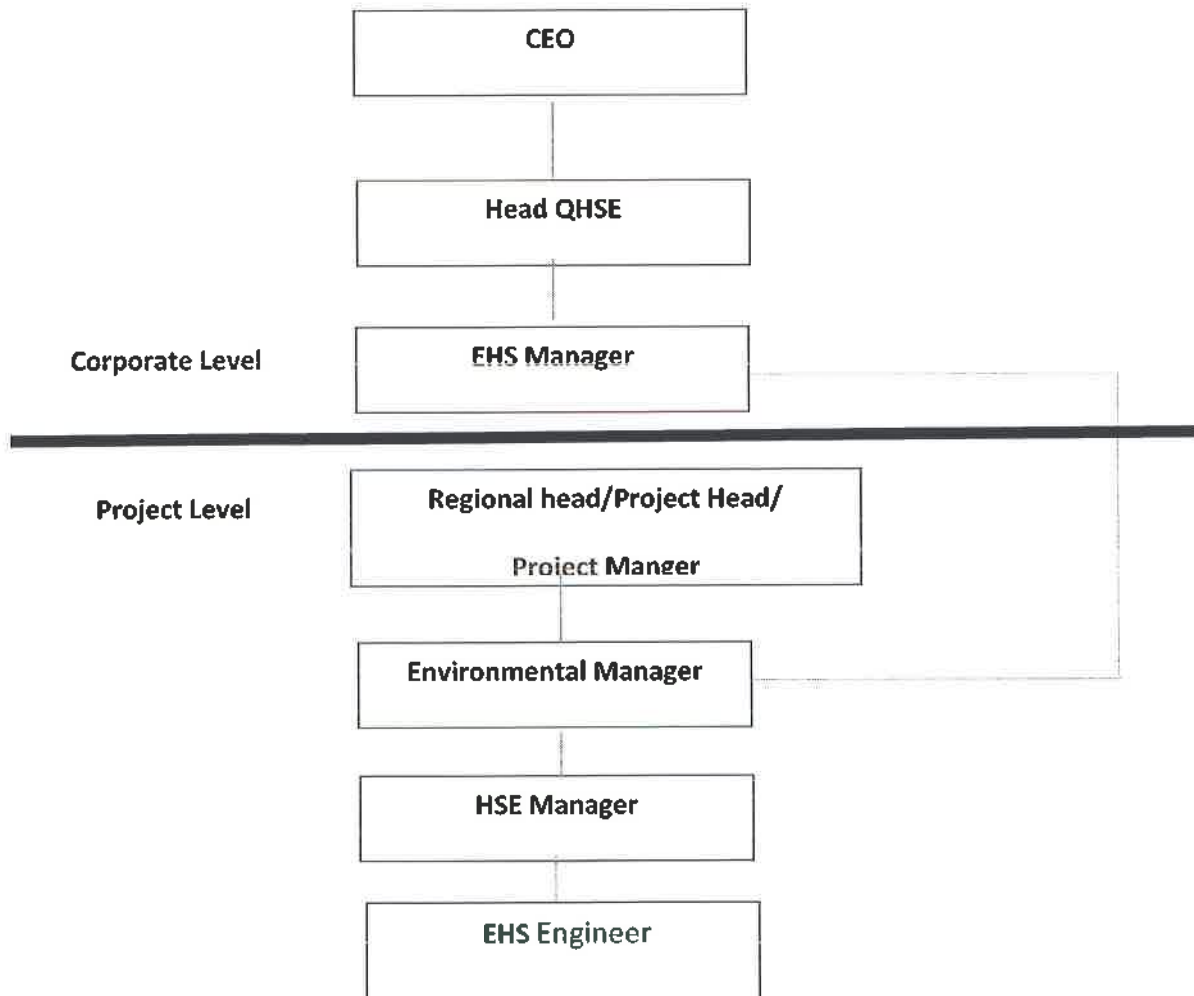 CEO
Head QHSE
Corporate Level
EHS Manager
Project Level
Regional head/Project Head/
Project Manger
Environmental Manager
HSE Manager
EHS Engineer